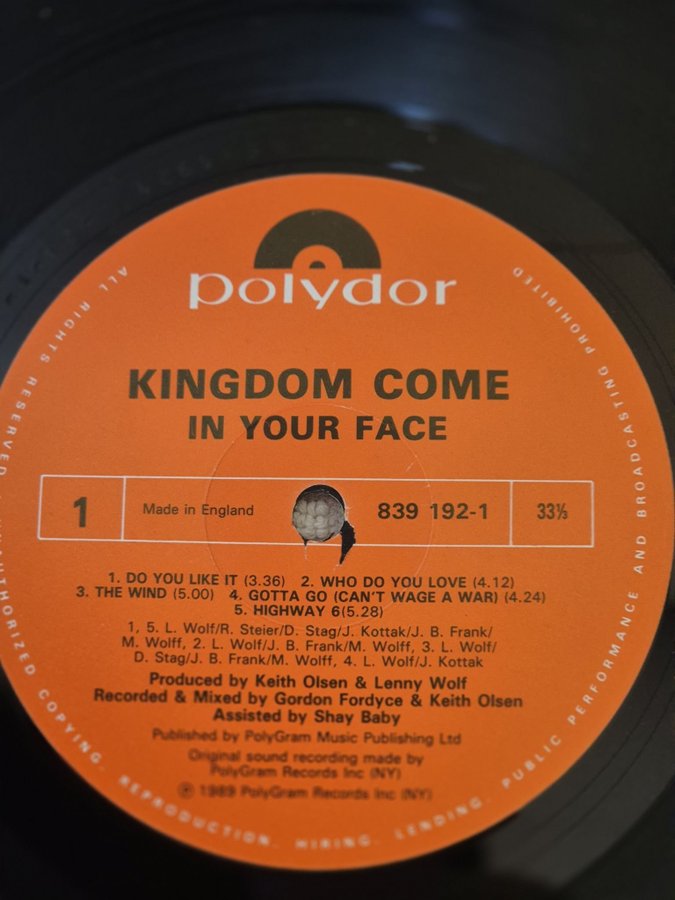 polydor
KINGDOM COME
IN YOUR FACE
1
Made in England
839 192-1
33⅓
1. DO YOU LIKE IT (3.36) 2. WHO DO YOU LOVE (4.12)
3. THE WIND (5.00) 4. GOTTA GO (CAN'T WAGE A WAR) (4.24)
5. HIGHWAY 6(5.28)
1, 5. L. Wolf/R. Steier/D. Stag/J. Kottak/J. B. Frank/
M. Wolff, 2. L. Wolf/J. B. Frank/M. Wolff, 3. L. Wolf/
D. Stag/J. B. Frank/M. Wolff, 4. L. Wolf/J. Kottak
Produced by Keith Olsen & Lenny Wolf
Recorded & Mixed by Gordon Fordyce & Keith Olsen
Assisted by Shay Baby
Published by PolyGram Music Publishing Ltd
Original sound recording made by
PolyGram Records Inc (NY)
℗ 1989 PolyGram Records Inc (NY)
ALL RIGHTS RESERVED. UNAUTHORIZED COPYING, REPRODUCTION, HIRING, LENDING, PUBLIC PERFORMANCE AND BROADCASTING PROHIBITED